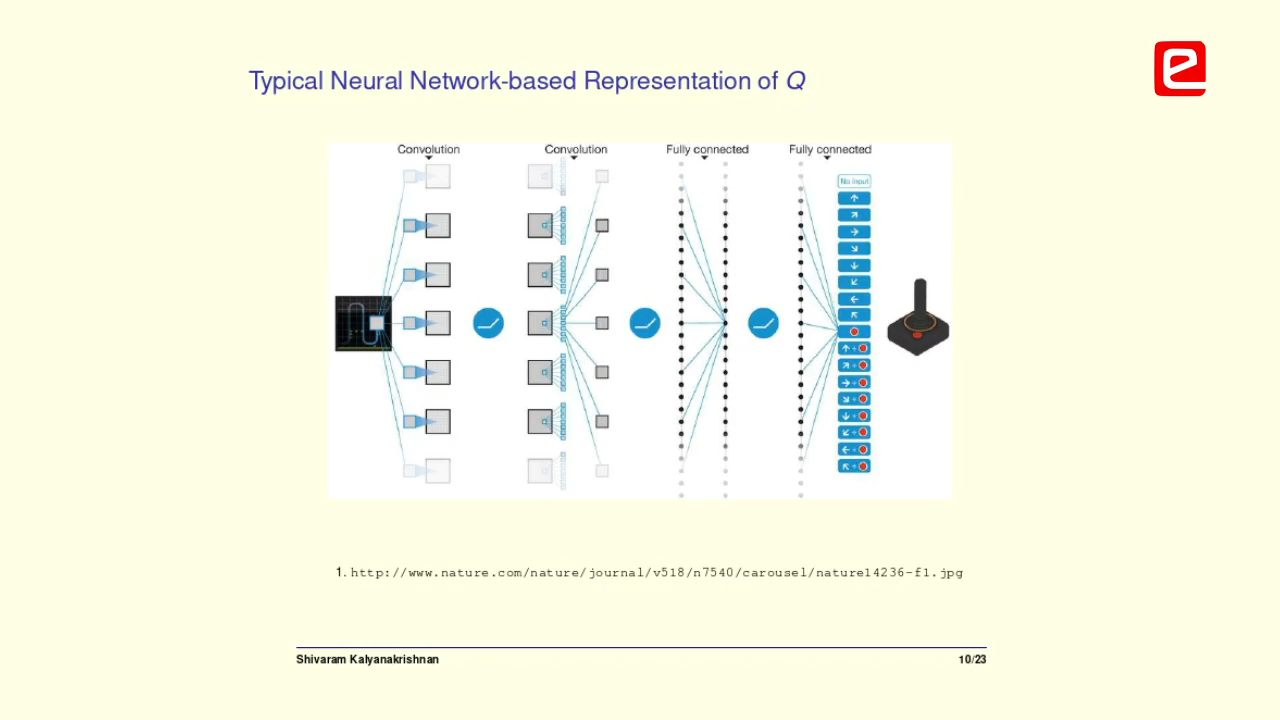 Typical Neural Network-based Representation of Q
Convolution Convolution Fully connected Fully connected
No input
1. http://www.nature.com/nature/journal/v518/n7540/carousel/nature14236-f1.jpg
Shivaram Kalyanakrishnan 10/23